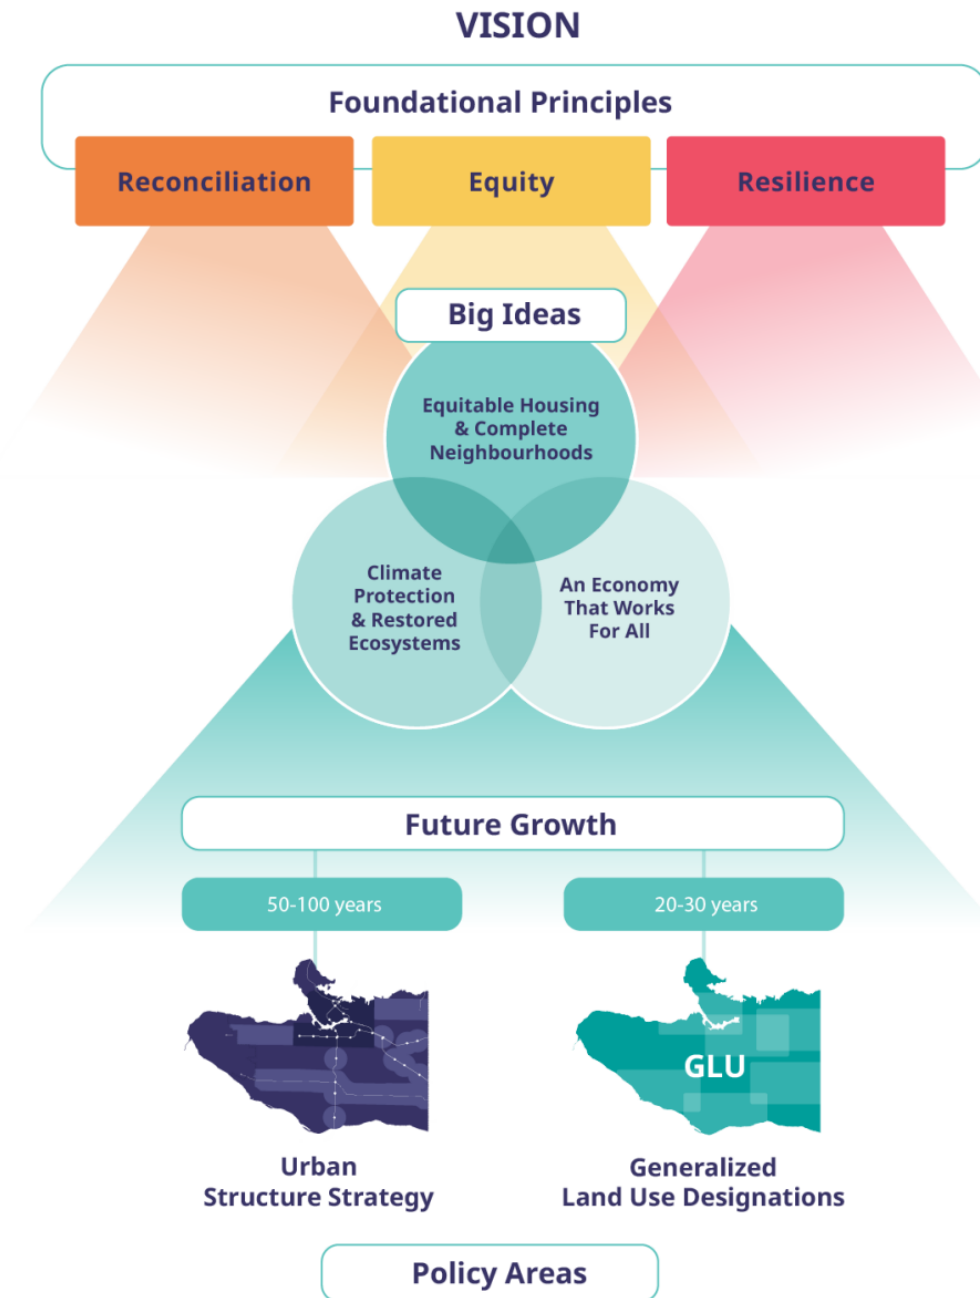 VISION
Foundational Principles
Reconciliation
Equity
Resilience
Big Ideas
Equitable Housing
& Complete
Neighbourhoods
Climate
Protection
& Restored
Ecosystems
An Economy
That Works
For All
Future Growth
50-100 years
20-30 years
GLU
Urban
Structure Strategy
Generalized
Land Use Designations
Policy Areas